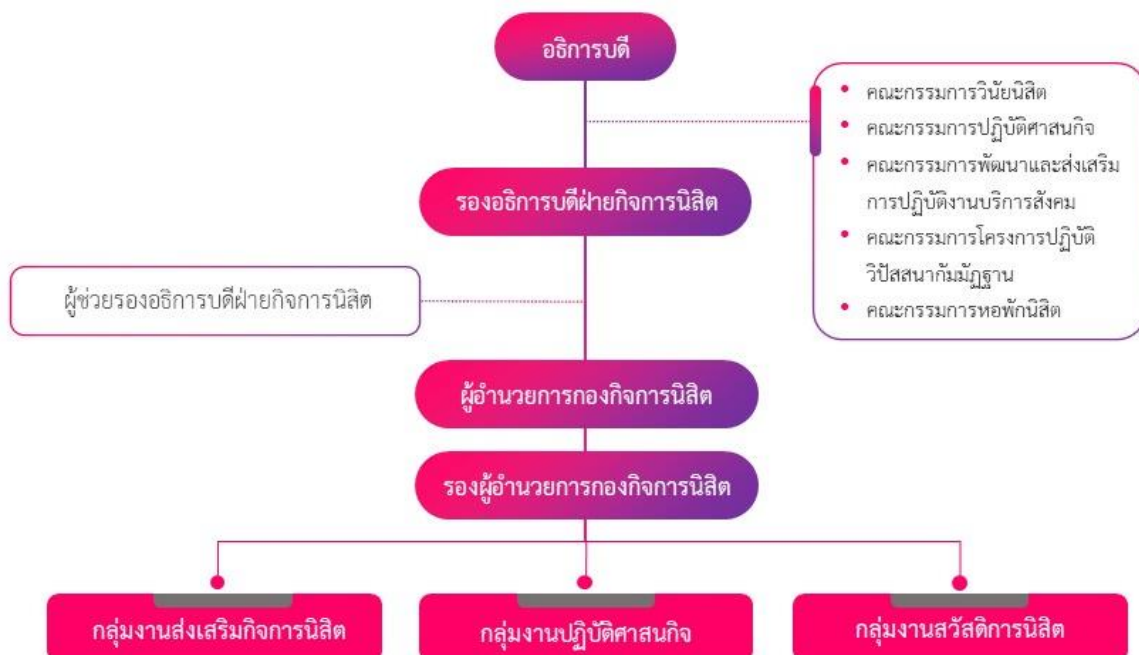 อธิการบดี
• คณะกรรมการวินัยนิสิต
• คณะกรรมการปฏิบัติศาสนกิจ
• คณะกรรมการพัฒนาและส่งเสริม
การปฏิบัติงานบริการสังคม
• คณะกรรมการโครงการปฏิบัติ
วิปัสสนากัมมัฏฐาน
• คณะกรรมการหอพักนิสิต
รองอธิการบดีฝ่ายกิจการนิสิต
ผู้ช่วยรองอธิการบดีฝ่ายกิจการนิสิต
ผู้อำนวยการกองกิจการนิสิต
รองผู้อำนวยการกองกิจการนิสิต
กลุ่มงานส่งเสริมกิจการนิสิต
กลุ่มงานปฏิบัติศาสนกิจ
กลุ่มงานสวัสดิการนิสิต